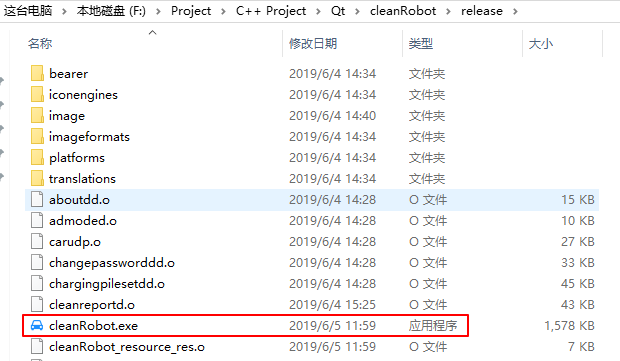 这台电脑 > 本地磁盘 (F:) > Project > C++ Project > Qt > cleanRobot > release >
名称 修改日期 类型 大小
bearer 2019/6/4 14:34 文件夹
iconengines 2019/6/4 14:34 文件夹
image 2019/6/4 14:40 文件夹
imageformats 2019/6/4 14:34 文件夹
platforms 2019/6/4 14:34 文件夹
translations 2019/6/4 14:34 文件夹
aboutdd.o 2019/6/4 14:28 O 文件 15 KB
admoded.o 2019/6/4 14:28 O 文件 10 KB
carudp.o 2019/6/4 14:28 O 文件 27 KB
changepassworddd.o 2019/6/4 14:28 O 文件 33 KB
chargingpilesetdd.o 2019/6/4 14:28 O 文件 45 KB
cleanreportd.o 2019/6/4 15:25 O 文件 43 KB
cleanRobot.exe 2019/6/5 11:59 应用程序 1,578 KB
cleanRobot_resource_res.o 2019/6/5 11:59 O 文件 7 KB